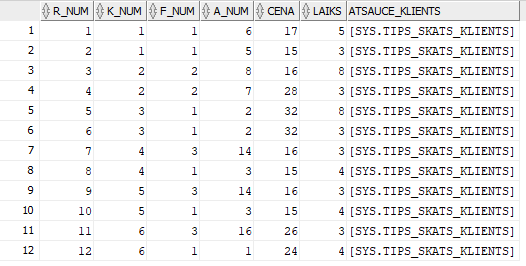 R_NUM K_NUM F_NUM A_NUM CENA LAIKS ATSAUCE_KLIENTS
1 1 1 1 6 17 5 [SYS.TIPS_SKATS_KLIENTS]
2 2 1 1 5 15 3 [SYS.TIPS_SKATS_KLIENTS]
3 3 2 2 8 16 8 [SYS.TIPS_SKATS_KLIENTS]
4 4 2 2 7 28 3 [SYS.TIPS_SKATS_KLIENTS]
5 5 3 1 2 32 8 [SYS.TIPS_SKATS_KLIENTS]
6 6 3 1 2 32 3 [SYS.TIPS_SKATS_KLIENTS]
7 7 4 3 14 16 3 [SYS.TIPS_SKATS_KLIENTS]
8 8 4 1 3 15 4 [SYS.TIPS_SKATS_KLIENTS]
9 9 5 3 14 16 3 [SYS.TIPS_SKATS_KLIENTS]
10 10 5 1 3 15 4 [SYS.TIPS_SKATS_KLIENTS]
11 11 6 3 16 26 3 [SYS.TIPS_SKATS_KLIENTS]
12 12 6 1 1 24 4 [SYS.TIPS_SKATS_KLIENTS]